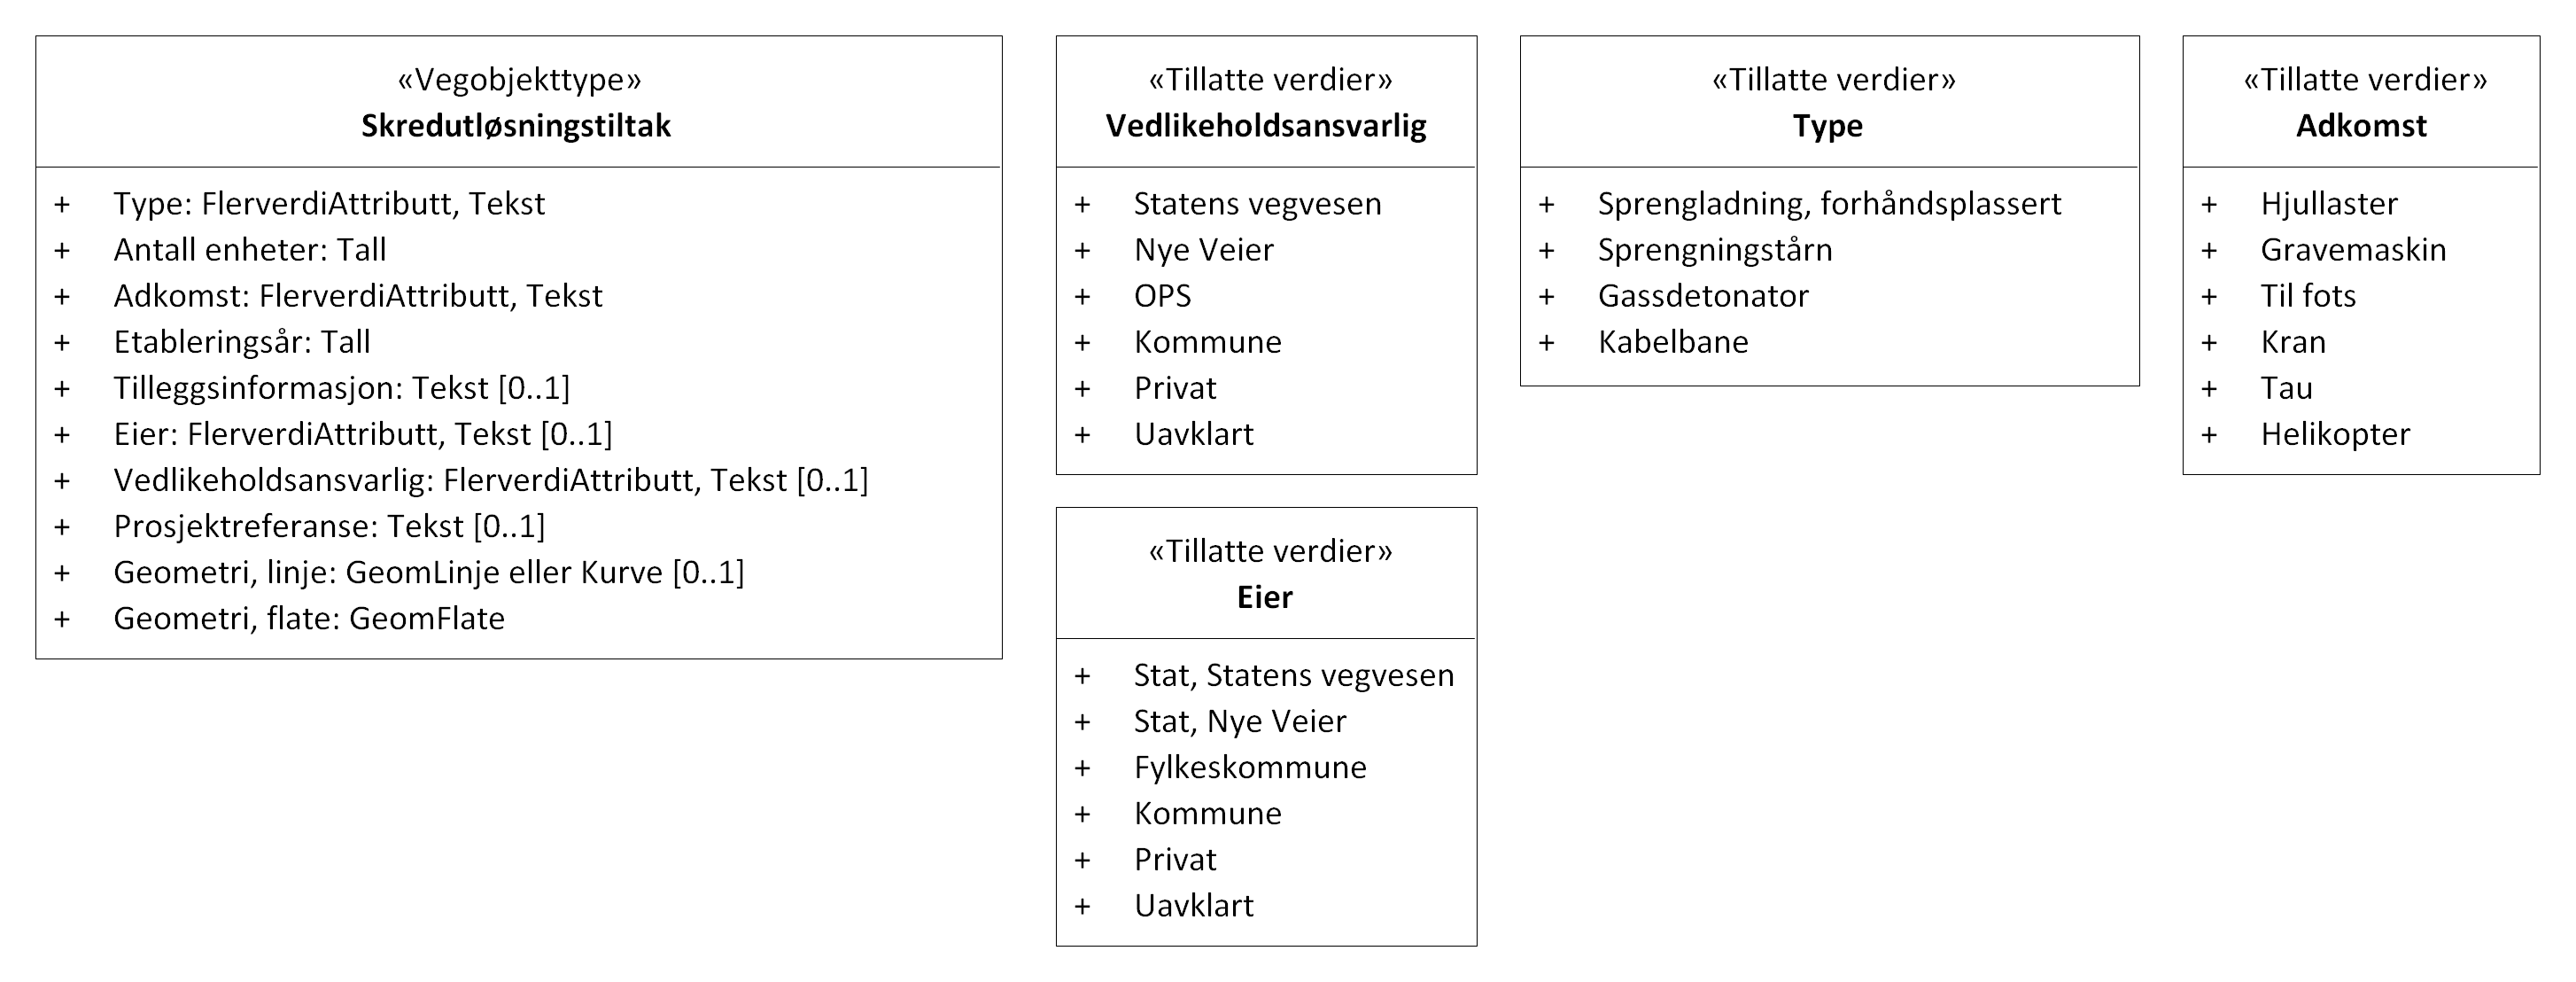 «Vegobjekttype»
Skredutløsningstiltak
+ Type: FlerverdiAttributt, Tekst
+ Antall enheter: Tall
+ Adkomst: FlerverdiAttributt, Tekst
+ Etableringsår: Tall
+ Tilleggsinformasjon: Tekst [0..1]
+ Eier: FlerverdiAttributt, Tekst [0..1]
+ Vedlikeholdsansvarlig: FlerverdiAttributt, Tekst [0..1]
+ Prosjektreferanse: Tekst [0..1]
+ Geometri, linje: GeomLinje eller Kurve [0..1]
+ Geometri, flate: GeomFlate
«Tillatte verdier»
Vedlikeholdsansvarlig
+ Statens vegvesen
+ Nye Veier
+ OPS
+ Kommune
+ Privat
+ Uavklart
«Tillatte verdier»
Eier
+ Stat, Statens vegvesen
+ Stat, Nye Veier
+ Fylkeskommune
+ Kommune
+ Privat
+ Uavklart
«Tillatte verdier»
Type
+ Sprengladning, forhåndsplassert
+ Sprengningstårn
+ Gassdetonator
+ Kabelbane
«Tillatte verdier»
Adkomst
+ Hjullaster
+ Gravemaskin
+ Til fots
+ Kran
+ Tau
+ Helikopter